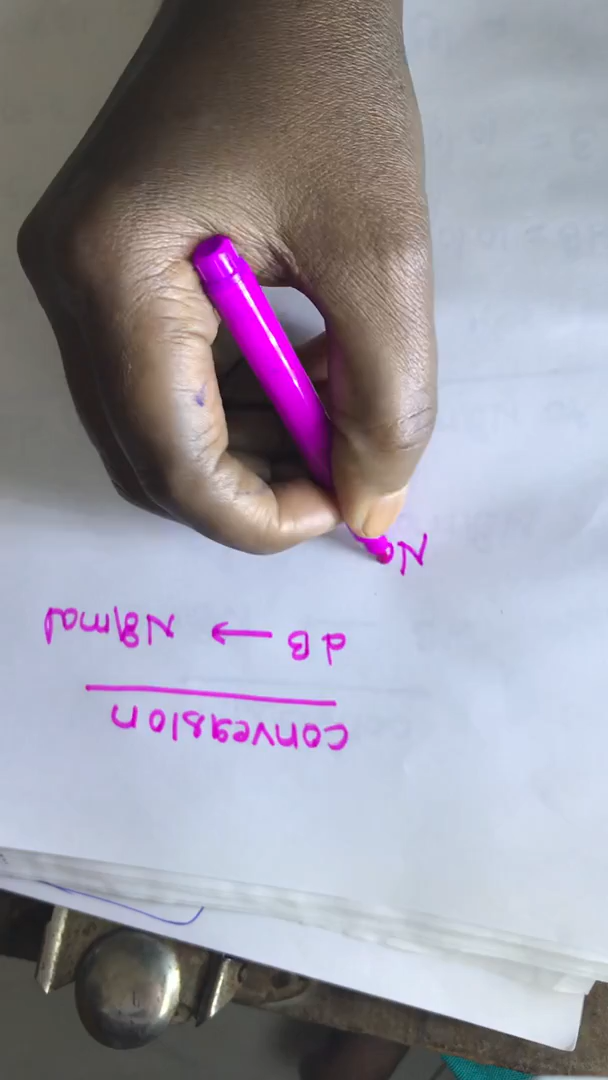 conversion
dB → Normal
No